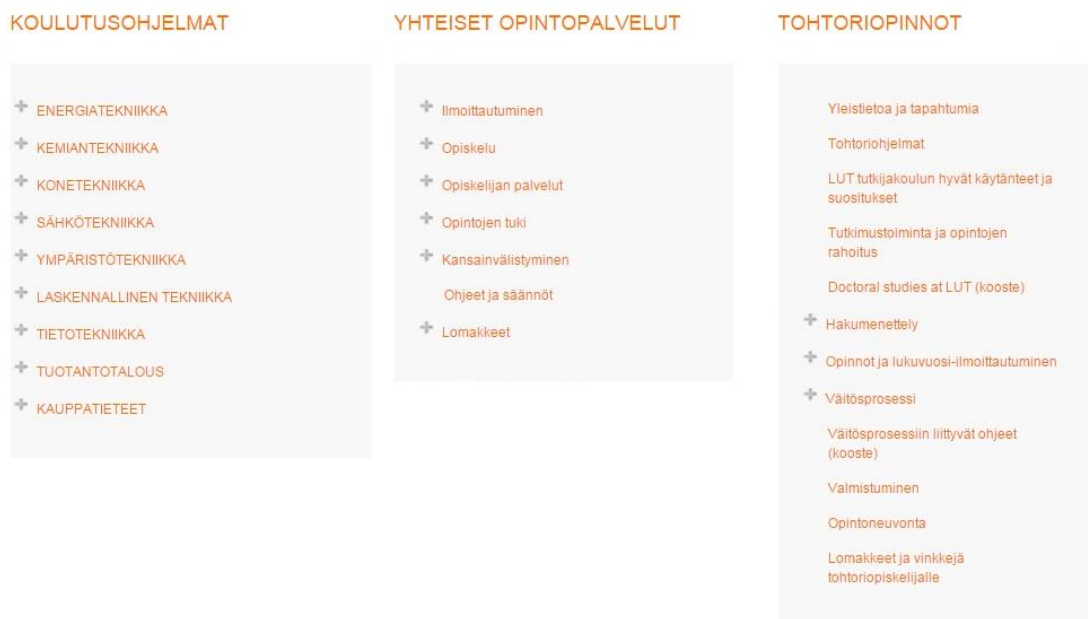 KOULUTUSOHJELMAT
ENERGIATEKNIIKKA
KEMIANTEKNIIKKA
KONETEKNIIKKA
SÄHKÖTEKNIIKKA
YMPÄRISTÖTEKNIIKKA
LASKENNALLINEN TEKNIIKKA
TIETOTEKNIIKKA
TUOTANTOTALOUS
KAUPPATIETEET
YHTEISET OPINTOPALVELUT
Ilmoittautuminen
Opiskelu
Opiskelijan palvelut
Opintojen tuki
Kansainvälistyminen
Ohjeet ja säännöt
Lomakkeet
TOHTORIOPINNOT
Yleistietoa ja tapahtumia
Tohtoriohjelmat
LUT tutkijakoulun hyvät käytänteet ja
suositukset
Tutkimustoiminta ja opintojen
rahoitus
Doctoral studies at LUT (kooste)
Hakumenettely
Opinnot ja lukuvuosi-ilmoittautuminen
Väitösprosessi
Väitösprosessiin liittyvät ohjeet
(kooste)
Valmistuminen
Opintoneuvonta
Lomakkeet ja vinkkejä
tohtoriopiskelijalle